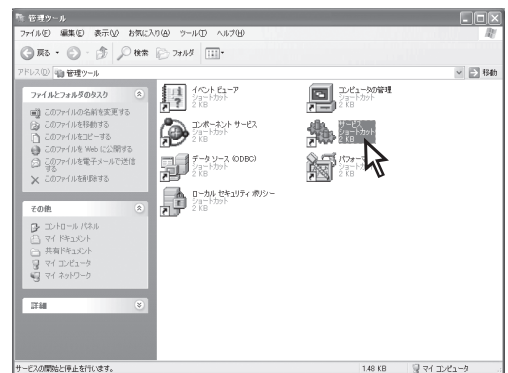 管理ツール
ファイル(F) 編集(E) 表示(V) お気に入り(A) ツール(T) ヘルプ(H)
戻る 検索 フォルダ
アドレス(D) 管理ツール 移動
ファイルとフォルダのタスク
このファイルの名前を変更する
このファイルを移動する
このファイルをコピーする
このファイルを Web に公開する
このファイルを電子メールで送信する
このファイルを削除する
その他
コントロール パネル
マイ ドキュメント
共有ドキュメント
マイ コンピュータ
マイ ネットワーク
詳細
イベント ビューア
ショートカット
2 KB
コンピュータの管理
ショートカット
2 KB
コンポーネント サービス
ショートカット
2 KB
サービス
ショートカット
2 KB
データ ソース (ODBC)
ショートカット
2 KB
パフォーマ
ショートカット
2 KB
ローカル セキュリティ ポリシー
ショートカット
2 KB
サービスの開始と停止を行います。 1.48 KB マイ コンピュータ